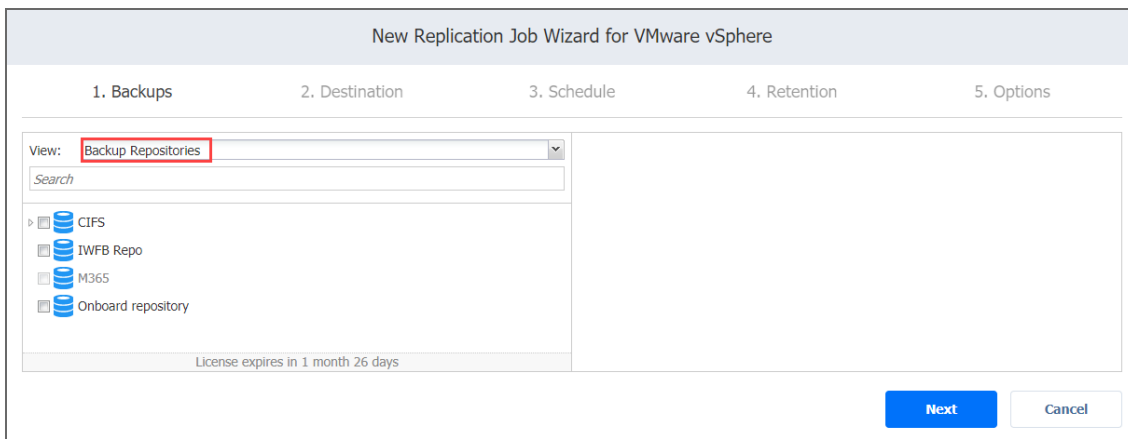 New Replication Job Wizard for VMware vSphere
1. Backups 2. Destination 3. Schedule 4. Retention 5. Options
View: Backup Repositories
Search
CIFS
IWFB Repo
M365
Onboard repository
License expires in 1 month 26 days
Next Cancel